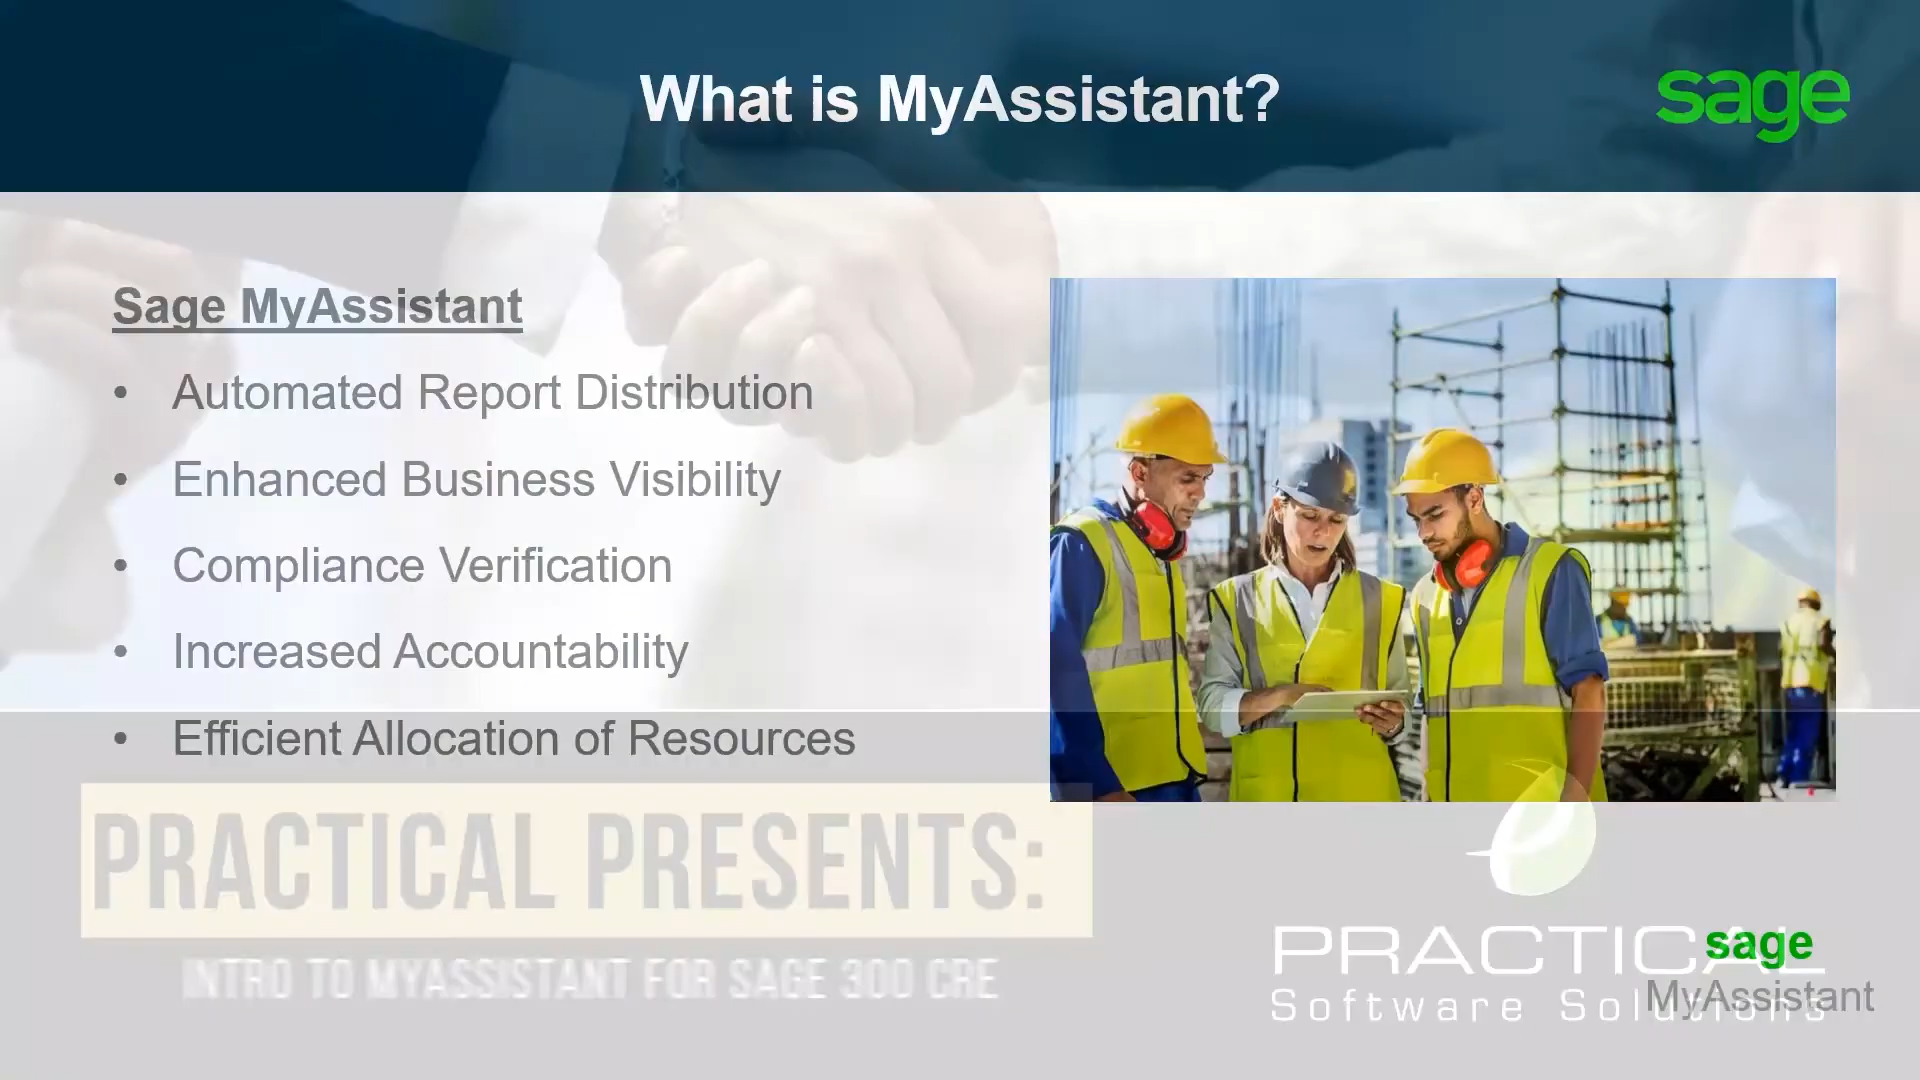 What is MyAssistant?
sage
Sage MyAssistant
• Automated Report Distribution
• Enhanced Business Visibility
• Compliance Verification
• Increased Accountability
• Efficient Allocation of Resources
PRACTICAL PRESENTS:
INTRO TO MYASSISTANT FOR SAGE 300 CRE
PRACTICAL
Software Solutions
sage
MyAssistant